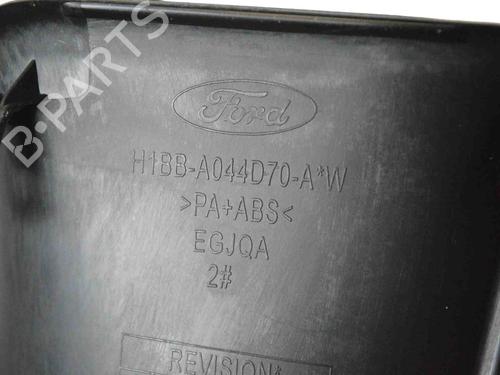 B-PARTS
Ford
H1BB-A044D70-A*W
>PA+ABS<
EGJQA
2#
REVISION*